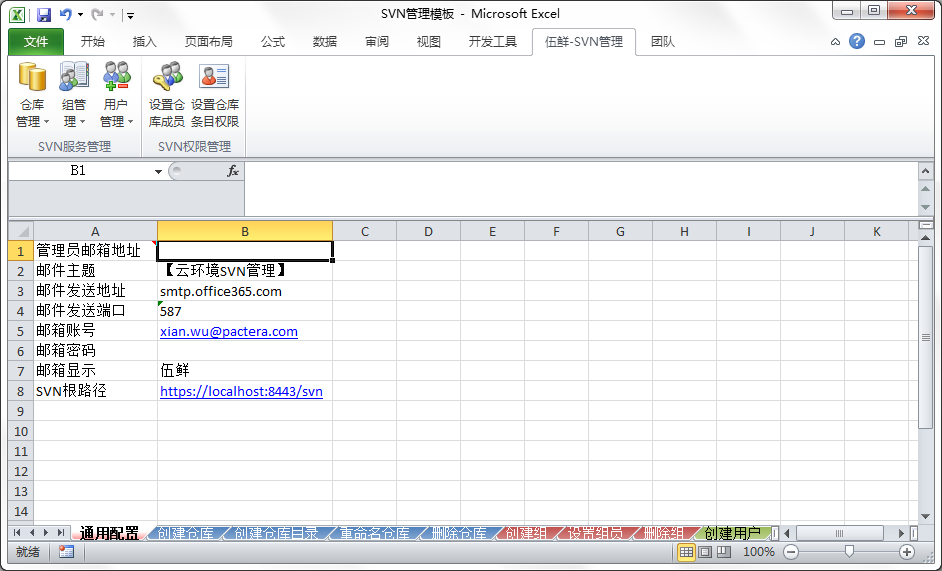 SVN管理模板 - Microsoft Excel
文件 开始 插入 页面布局 公式 数据 审阅 视图 开发工具 伍鲜-SVN管理 团队
仓库 组管 用户 设置仓 设置仓库
管理 理 管理 库成员 条目权限
SVN服务管理 SVN权限管理
B1 fx
A B C D E F G H I J K
1 管理员邮箱地址
2 邮件主题 【云环境SVN管理】
3 邮件发送地址 smtp.office365.com
4 邮件发送端口 587
5 邮箱账号 xian.wu@pactera.com
6 邮箱密码
7 邮箱显示 伍鲜
8 SVN根路径 https://localhost:8443/svn
9
10
11
12
13
14
通用配置 创建仓库 创建仓库目录 重命名仓库 删除仓库 创建组 设置组员 删除组 创建用户
就绪 100%